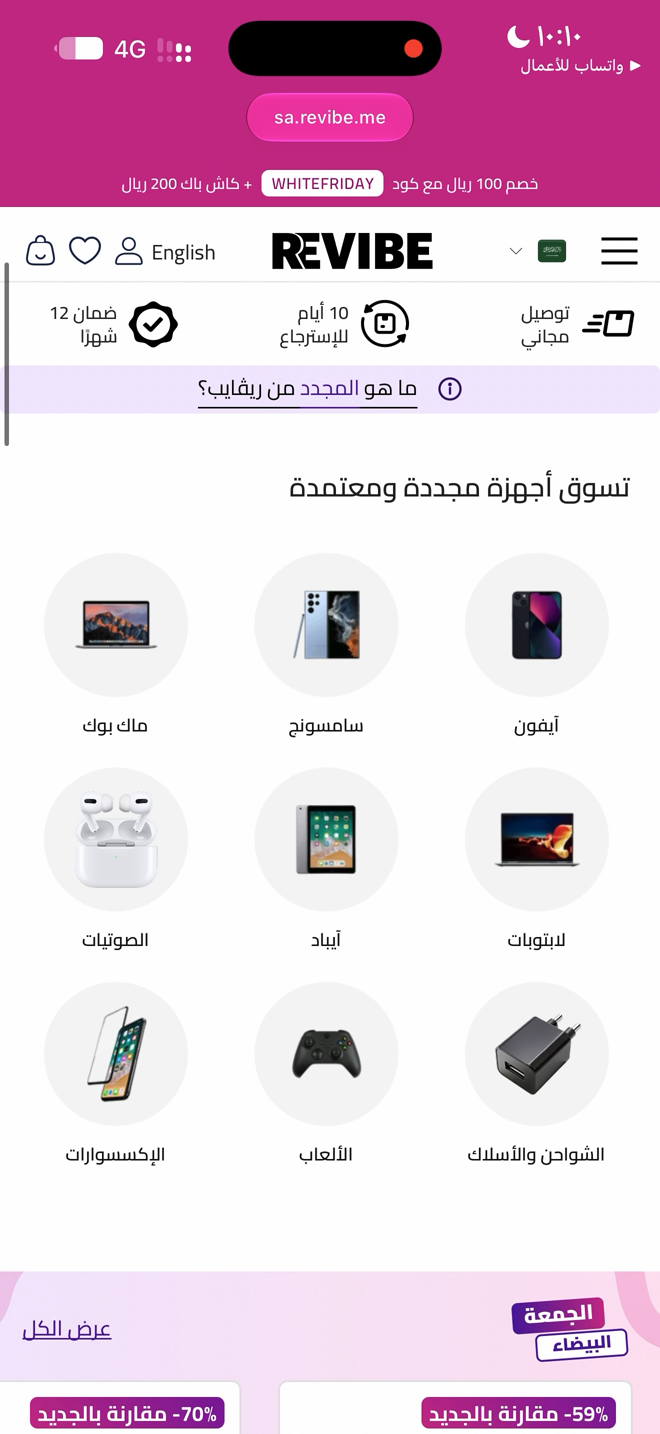 ١٠:١٠
4G
◀ واتساب للأعمال
sa.revibe.me
خصم 100 ريال مع كود WHITEFRIDAY + كاش باك 200 ريال
REVIBE
English
توصيل
مجاني
10 أيام
للإسترجاع
ضمان 12
شهرًا
ما هو المجدد من ريڤايب؟
تسوق أجهزة مجددة ومعتمدة
آيفون
سامسونج
ماك بوك
لابتوبات
آيباد
الصوتيات
الشواحن والأسلاك
الألعاب
الإكسسوارات
الجمعة
البيضاء
عرض الكل
-59% مقارنة بالجديد
-70% مقارنة بالجديد